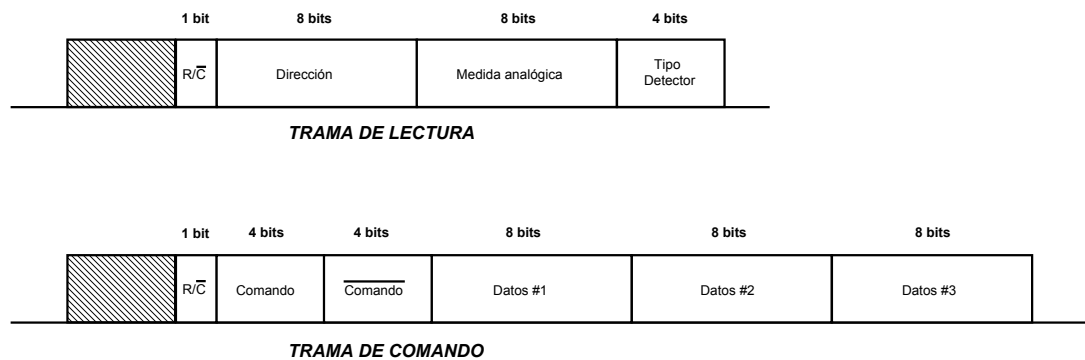 1 bit 8 bits 8 bits 4 bits
R/C̅ Dirección Medida analógica Tipo
Detector
TRAMA DE LECTURA
1 bit 4 bits 4 bits 8 bits 8 bits 8 bits
R/C̅ Comando C̅o̅m̅a̅n̅d̅o̅ Datos #1 Datos #2 Datos #3
TRAMA DE COMANDO